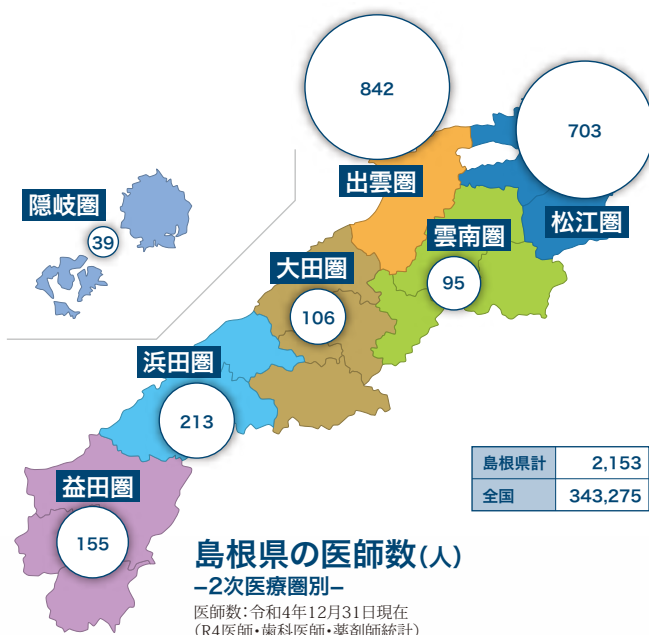 842
703
出雲圏
松江圏
隠岐圏
39
雲南圏
95
大田圏
106
浜田圏
213
島根県計 2,153
全国 343,275
益田圏
155
島根県の医師数(人)
−2次医療圏別−
医師数:令和4年12月31日現在
(R4医師・歯科医師・薬剤師統計)